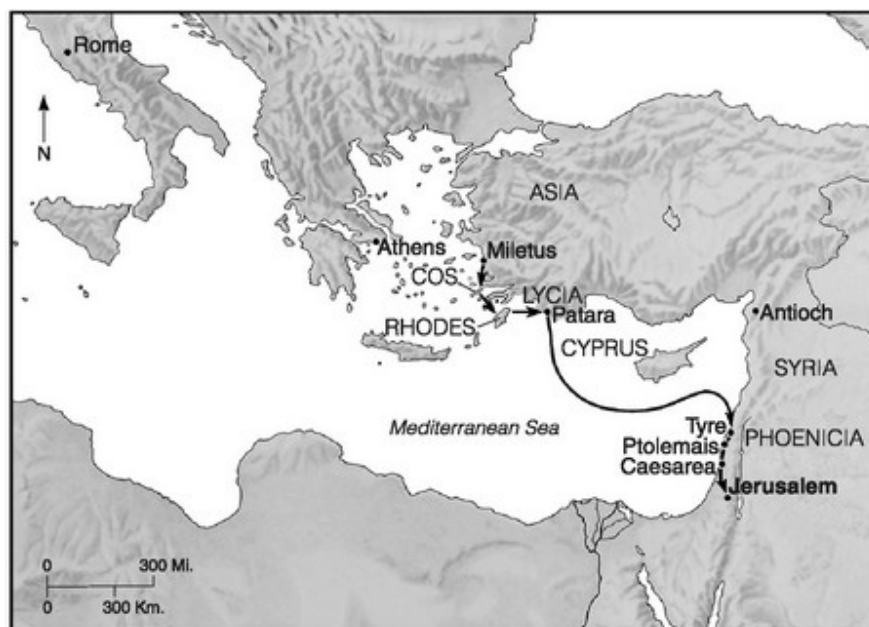 Rome
N
ASIA
Athens
Miletus
COS
LYCIA
RHODES
Patara
Antioch
CYPRUS
SYRIA
Mediterranean Sea
Tyre
PHOENICIA
Ptolemais
Caesarea
Jerusalem
0 300 Mi.
0 300 Km.